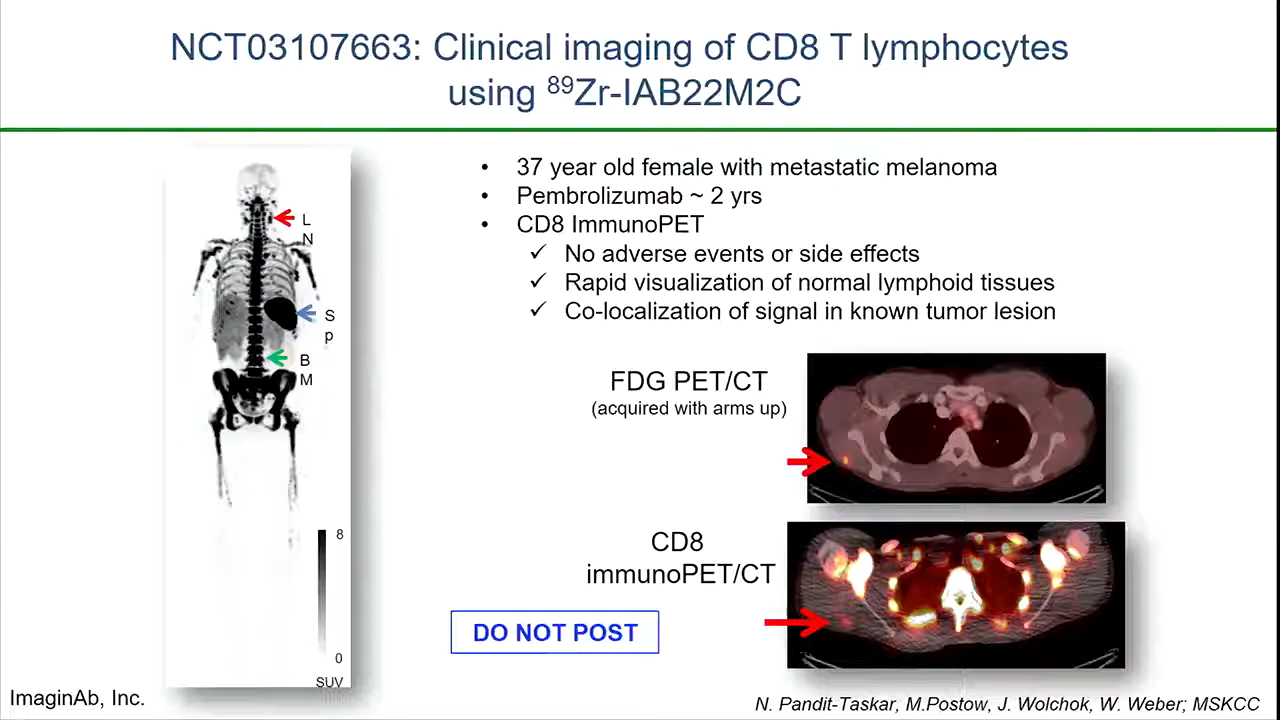 NCT03107663: Clinical imaging of CD8 T lymphocytes
using ⁸⁹Zr-IAB22M2C
• 37 year old female with metastatic melanoma
• Pembrolizumab ~ 2 yrs
• CD8 ImmunoPET
✓ No adverse events or side effects
✓ Rapid visualization of normal lymphoid tissues
✓ Co-localization of signal in known tumor lesion
L
N
S
p
B
M
8
0
SUV
FDG PET/CT
(acquired with arms up)
CD8
immunoPET/CT
DO NOT POST
ImaginAb, Inc.
N. Pandit-Taskar, M.Postow, J. Wolchok, W. Weber; MSKCC